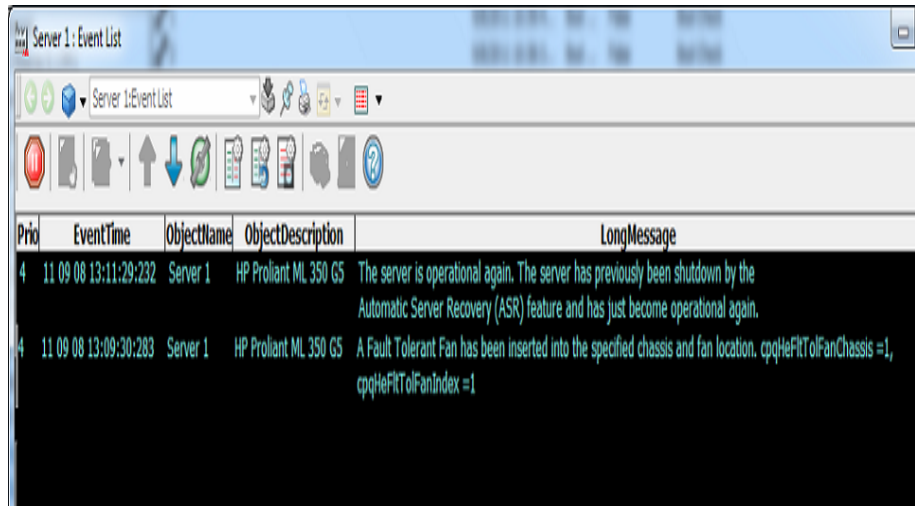 Server 1 : Event List
Server 1:Event List
Prio EventTime ObjectName ObjectDescription LongMessage
4 11 09 08 13:11:29:232 Server 1 HP Proliant ML 350 G5 The server is operational again. The server has previously been shutdown by the
Automatic Server Recovery (ASR) feature and has just become operational again.
4 11 09 08 13:09:30:283 Server 1 HP Proliant ML 350 G5 A Fault Tolerant Fan has been inserted into the specified chassis and fan location. cpqHeFltTolFanChassis =1,
cpqHeFltTolFanIndex =1